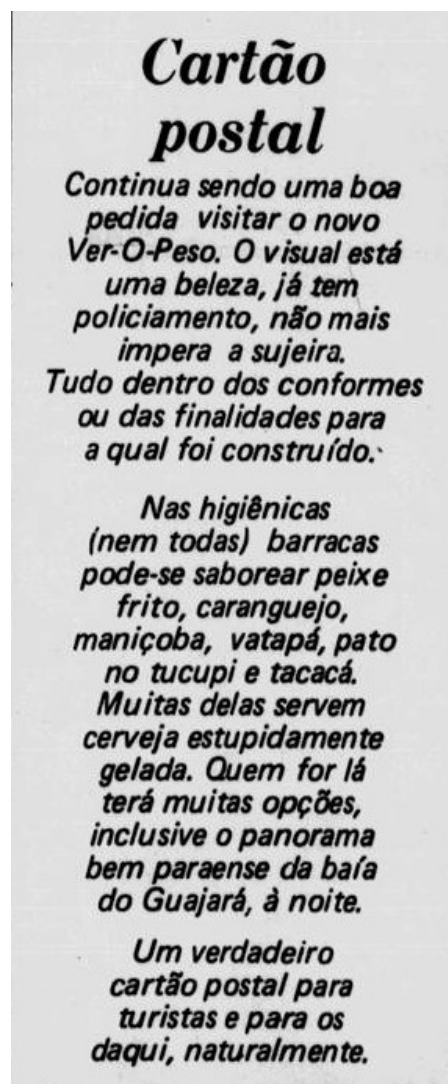 Cartão
postal
Continua sendo uma boa
pedida visitar o novo
Ver-O-Peso. O visual está
uma beleza, já tem
policiamento, não mais
impera a sujeira.
Tudo dentro dos conformes
ou das finalidades para
a qual foi construído.
Nas higiênicas
(nem todas) barracas
pode-se saborear peixe
frito, caranguejo,
maniçoba, vatapá, pato
no tucupi e tacacá.
Muitas delas servem
cerveja estupidamente
gelada. Quem for lá
terá muitas opções,
inclusive o panorama
bem paraense da baía
do Guajará, à noite.
Um verdadeiro
cartão postal para
turistas e para os
daqui, naturalmente.